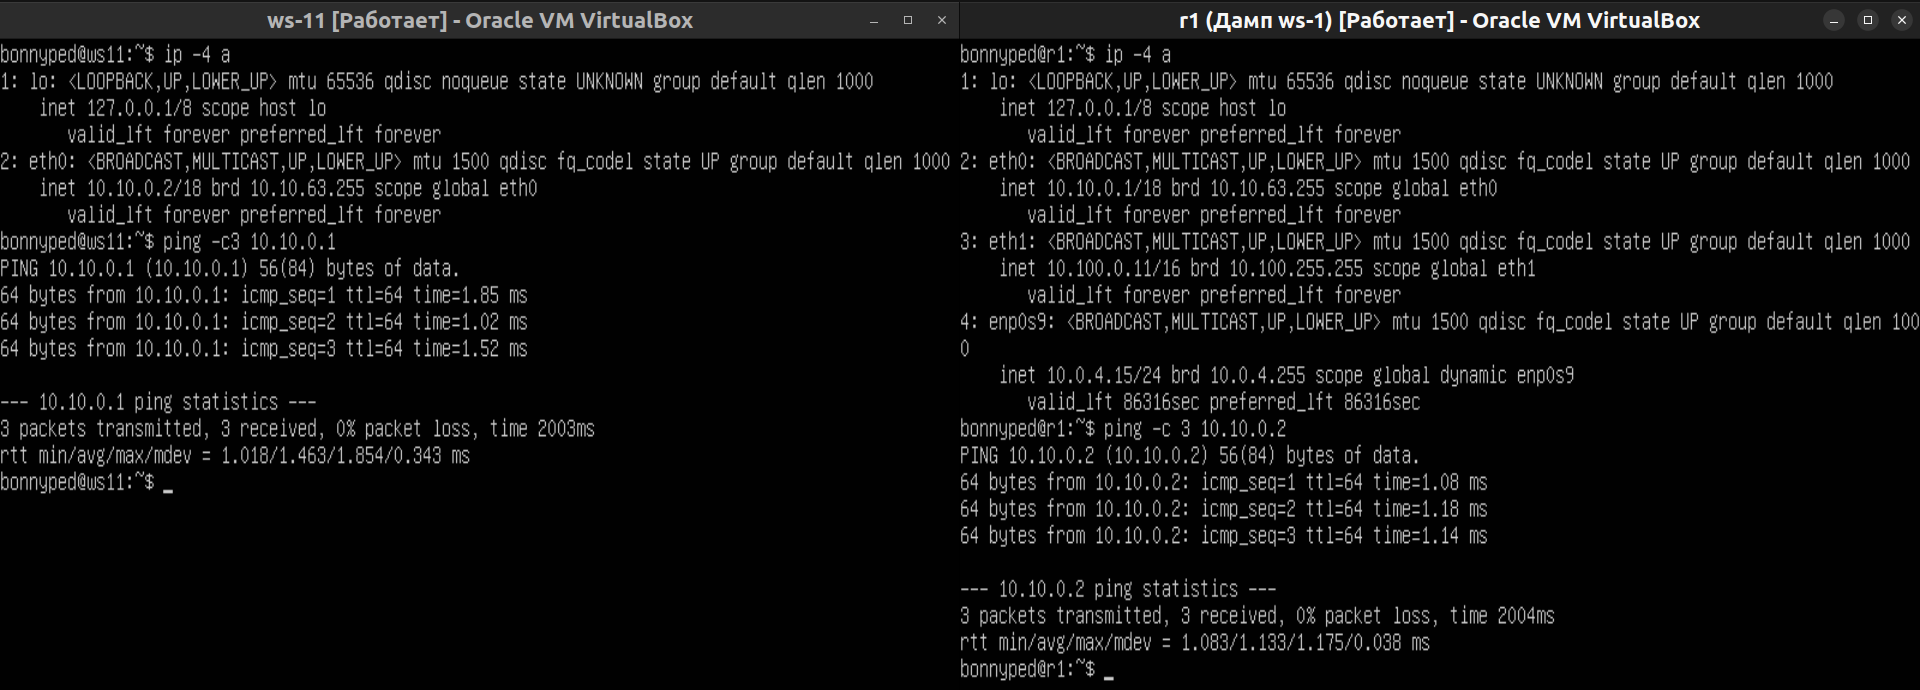 ws-11 [Работает] - Oracle VM VirtualBox
bonnyped@ws11:~$ ip -4 a
1: lo: <LOOPBACK,UP,LOWER_UP> mtu 65536 qdisc noqueue state UNKNOWN group default qlen 1000
    inet 127.0.0.1/8 scope host lo
       valid_lft forever preferred_lft forever
2: eth0: <BROADCAST,MULTICAST,UP,LOWER_UP> mtu 1500 qdisc fq_codel state UP group default qlen 1000
    inet 10.10.0.2/18 brd 10.10.63.255 scope global eth0
       valid_lft forever preferred_lft forever
bonnyped@ws11:~$ ping -c3 10.10.0.1
PING 10.10.0.1 (10.10.0.1) 56(84) bytes of data.
64 bytes from 10.10.0.1: icmp_seq=1 ttl=64 time=1.85 ms
64 bytes from 10.10.0.1: icmp_seq=2 ttl=64 time=1.02 ms
64 bytes from 10.10.0.1: icmp_seq=3 ttl=64 time=1.52 ms
--- 10.10.0.1 ping statistics ---
3 packets transmitted, 3 received, 0% packet loss, time 2003ms
rtt min/avg/max/mdev = 1.018/1.463/1.854/0.343 ms
bonnyped@ws11:~$ _
r1 (Дамп ws-1) [Работает] - Oracle VM VirtualBox
bonnyped@r1:~$ ip -4 a
1: lo: <LOOPBACK,UP,LOWER_UP> mtu 65536 qdisc noqueue state UNKNOWN group default qlen 1000
    inet 127.0.0.1/8 scope host lo
       valid_lft forever preferred_lft forever
2: eth0: <BROADCAST,MULTICAST,UP,LOWER_UP> mtu 1500 qdisc fq_codel state UP group default qlen 1000
    inet 10.10.0.1/18 brd 10.10.63.255 scope global eth0
       valid_lft forever preferred_lft forever
3: eth1: <BROADCAST,MULTICAST,UP,LOWER_UP> mtu 1500 qdisc fq_codel state UP group default qlen 1000
    inet 10.100.0.11/16 brd 10.100.255.255 scope global eth1
       valid_lft forever preferred_lft forever
4: enp0s9: <BROADCAST,MULTICAST,UP,LOWER_UP> mtu 1500 qdisc fq_codel state UP group default qlen 100
0
    inet 10.0.4.15/24 brd 10.0.4.255 scope global dynamic enp0s9
       valid_lft 86316sec preferred_lft 86316sec
bonnyped@r1:~$ ping -c 3 10.10.0.2
PING 10.10.0.2 (10.10.0.2) 56(84) bytes of data.
64 bytes from 10.10.0.2: icmp_seq=1 ttl=64 time=1.08 ms
64 bytes from 10.10.0.2: icmp_seq=2 ttl=64 time=1.18 ms
64 bytes from 10.10.0.2: icmp_seq=3 ttl=64 time=1.14 ms
--- 10.10.0.2 ping statistics ---
3 packets transmitted, 3 received, 0% packet loss, time 2004ms
rtt min/avg/max/mdev = 1.083/1.133/1.175/0.038 ms
bonnyped@r1:~$ _